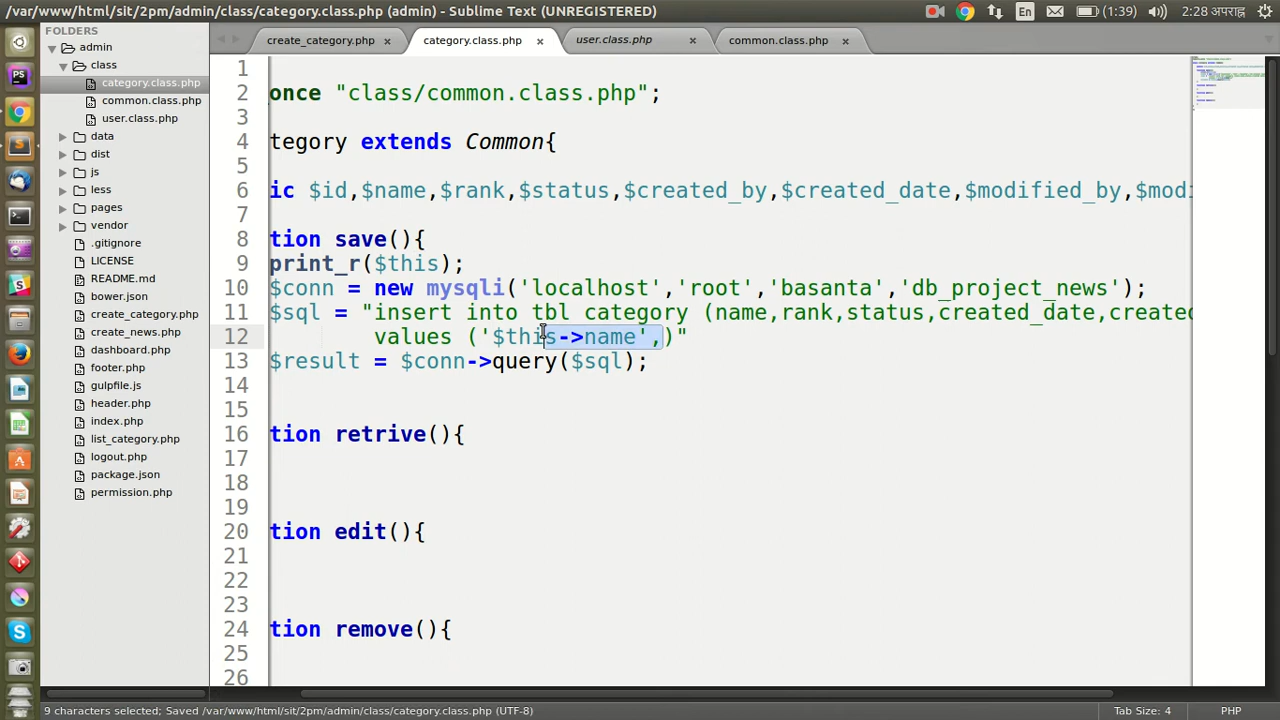 /var/www/html/sit/2pm/admin/class/category.class.php (admin) - Sublime Text (UNREGISTERED)
En
(1:39)
2:28 अपराह्न
FOLDERS
admin
class
category.class.php
common.class.php
user.class.php
data
dist
js
less
pages
vendor
.gitignore
LICENSE
README.md
bower.json
create_category.php
create_news.php
dashboard.php
footer.php
gulpfile.js
header.php
index.php
list_category.php
logout.php
package.json
permission.php
create_category.php
category.class.php
user.class.php
common.class.php
1
2 once "class/common.class.php";
3
4 tegory extends Common{
5
6 ic $id,$name,$rank,$status,$created_by,$created_date,$modified_by,$modi
7
8 tion save(){
9 print_r($this);
10 $conn = new mysqli('localhost','root','basanta','db_project_news');
11 $sql = "insert into tbl_category (name,rank,status,created_date,created
12 values ('$this->name',)"
13 $result = $conn->query($sql);
14
15
16 tion retrive(){
17
18
19
20 tion edit(){
21
22
23
24 tion remove(){
25
26
9 characters selected; Saved /var/www/html/sit/2pm/admin/class/category.class.php (UTF-8)
Tab Size: 4
PHP